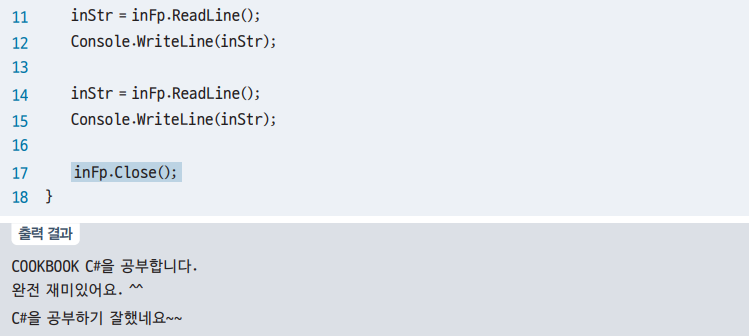 11 inStr = inFp.ReadLine();
12 Console.WriteLine(inStr);
13
14 inStr = inFp.ReadLine();
15 Console.WriteLine(inStr);
16
17 inFp.Close();
18 }
출력 결과
COOKBOOK C#을 공부합니다.
완전 재미있어요. ^^
C#을 공부하기 잘했네요~~